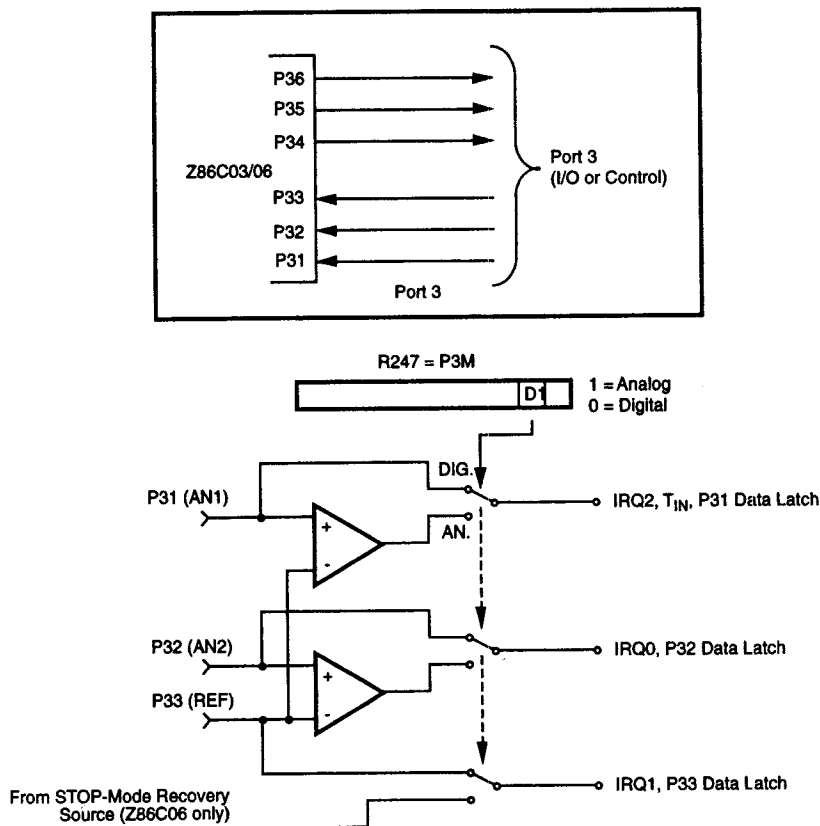 P36
P35
P34
Z86C03/06
P33
P32
P31
Port 3
(I/O or Control)
Port 3
R247 = P3M
D1
1 = Analog
0 = Digital
DIG.
P31 (AN1)
IRQ2, TIN, P31 Data Latch
+
AN.
-
P32 (AN2)
IRQ0, P32 Data Latch
+
P33 (REF)
-
IRQ1, P33 Data Latch
From STOP-Mode Recovery
Source (Z86C06 only)